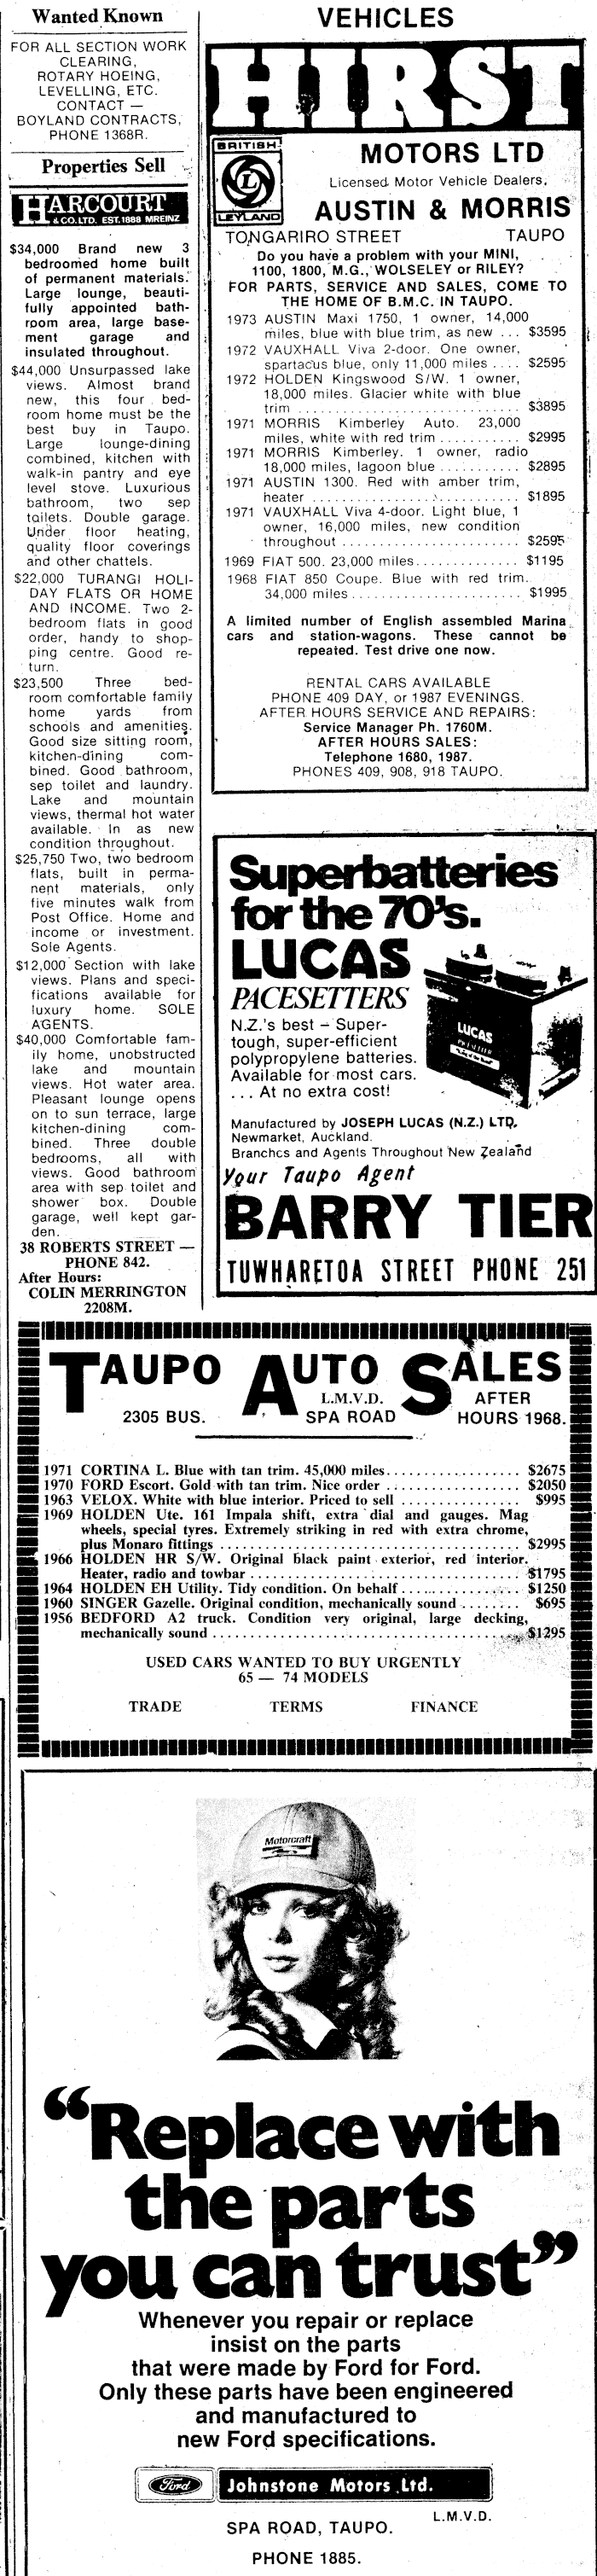 Wanted Known
FOR ALL SECTION WORK
CLEARING,
ROTARY HOEING,
LEVELLING, ETC.
CONTACT —
BOYLAND CONTRACTS,
PHONE 1368R.
Properties Sell
HARCOURT
& CO. LTD. EST. 1888 MREINZ
$34,000 Brand new 3
bedroomed home built
of permanent materials.
Large lounge, beauti-
fully appointed bath-
room area, large base-
ment garage and
insulated throughout.
$44,000 Unsurpassed lake
views. Almost brand
new, this four bed-
room home must be the
best buy in Taupo.
Large lounge-dining
combined, kitchen with
walk-in pantry and eye
level stove. Luxurious
bathroom, two sep
toilets. Double garage.
Under floor heating,
quality floor coverings
and other chattels.
$22,000 TURANGI HOLI-
DAY FLATS OR HOME
AND INCOME. Two 2-
bedroom flats in good
order, handy to shop-
ping centre. Good re-
turn.
$23,500 Three bed-
room comfortable family
home yards from
schools and amenities.
Good size sitting room,
kitchen-dining com-
bined. Good bathroom,
sep toilet and laundry.
Lake and mountain
views, thermal hot water
available. In as new
condition throughout.
$25,750 Two, two bedroom
flats, built in perma-
nent materials, only
five minutes walk from
Post Office. Home and
income or investment.
Sole Agents.
$12,000 Section with lake
views. Plans and speci-
fications available for
luxury home. SOLE
AGENTS.
$40,000 Comfortable fam-
ily home, unobstructed
lake and mountain
views. Hot water area.
Pleasant lounge opens
on to sun terrace, large
kitchen-dining com-
bined. Three double
bedrooms, all with
views. Good bathroom
area with sep toilet and
shower box. Double
garage, well kept gar-
den.
38 ROBERTS STREET —
PHONE 842.
After Hours:
COLIN MERRINGTON
2208M.
VEHICLES
HIRST
BRITISH
L
LEYLAND
MOTORS LTD
Licensed Motor Vehicle Dealers,
AUSTIN & MORRIS
TONGARIRO STREET TAUPO
Do you have a problem with your MINI,
1100, 1800, M.G., WOLSELEY or RILEY?
FOR PARTS, SERVICE AND SALES, COME TO
THE HOME OF B.M.C. IN TAUPO.
1973 AUSTIN Maxi 1750, 1 owner, 14,000
miles, blue with blue trim, as new ... $3595
1972 VAUXHALL Viva 2-door. One owner,
spartacus blue, only 11,000 miles .... $2595
1972 HOLDEN Kingswood S/W. 1 owner,
18,000 miles. Glacier white with blue
trim ........................... $3895
1971 MORRIS Kimberley Auto. 23,000
miles, white with red trim ........... $2995
1971 MORRIS Kimberley. 1 owner, radio
18,000 miles, lagoon blue ........... $2895
1971 AUSTIN 1300. Red with amber trim,
heater ............................ $1895
1971 VAUXHALL Viva 4-door. Light blue, 1
owner, 16,000 miles, new condition
throughout ........................ $2595
1969 FIAT 500. 23,000 miles.............. $1195
1968 FIAT 850 Coupe. Blue with red trim.
34,000 miles....................... $1995
A limited number of English assembled Marina
cars and station-wagons. These cannot be
repeated. Test drive one now.
RENTAL CARS AVAILABLE
PHONE 409 DAY, or 1987 EVENINGS.
AFTER HOURS SERVICE AND REPAIRS:
Service Manager Ph. 1760M.
AFTER HOURS SALES:
Telephone 1680, 1987.
PHONES 409, 908, 918 TAUPO.
Superbatteries
for the 70's.
LUCAS
PACESETTERS
N.Z.'s best – Super-
tough, super-efficient
polypropylene batteries.
Available for most cars.
... At no extra cost!
LUCAS
Manufactured by JOSEPH LUCAS (N.Z.) LTD,
Newmarket, Auckland.
Branches and Agents Throughout New Zealand
Your Taupo Agent
BARRY TIER
TUWHARETOA STREET PHONE 251
TAUPO AUTO SALES
L.M.V.D.
2305 BUS. SPA ROAD
AFTER
HOURS 1968.
1971 CORTINA L. Blue with tan trim. 45,000 miles.................. $2675
1970 FORD Escort. Gold with tan trim. Nice order .................. $2050
1963 VELOX. White with blue interior. Priced to sell ................ $995
1969 HOLDEN Ute. 161 Impala shift, extra dial and gauges. Mag
wheels, special tyres. Extremely striking in red with extra chrome,
plus Monaro fittings ........................................ $2995
1966 HOLDEN HR S/W. Original black paint exterior, red interior.
Heater, radio and towbar .................................... $1795
1964 HOLDEN EH Utility. Tidy condition. On behalf ................ $1250
1960 SINGER Gazelle. Original condition, mechanically sound ........ $695
1956 BEDFORD A2 truck. Condition very original, large decking,
mechanically sound ......................................... $1295
USED CARS WANTED TO BUY URGENTLY
65 — 74 MODELS
TRADE TERMS FINANCE
Motorcraft
“Replace with
the parts
you can trust”
Whenever you repair or replace
insist on the parts
that were made by Ford for Ford.
Only these parts have been engineered
and manufactured to
new Ford specifications.
Ford Johnstone Motors Ltd.
L.M.V.D.
SPA ROAD, TAUPO.
PHONE 1885.